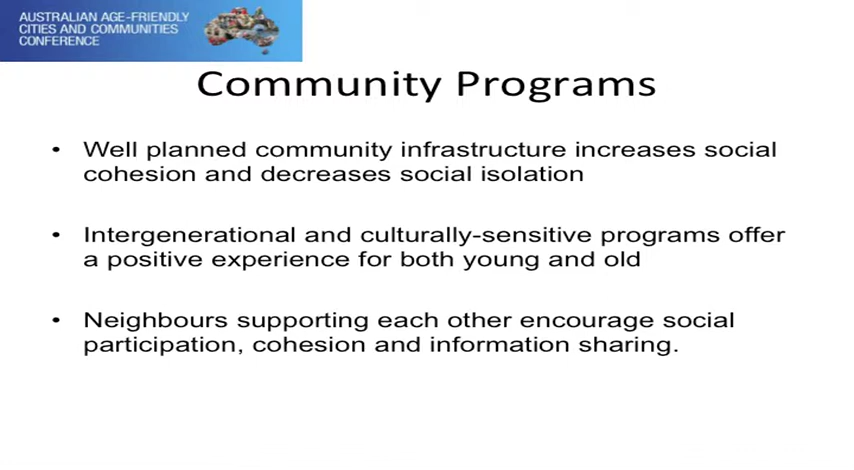 AUSTRALIAN AGE-FRIENDLY
CITIES AND COMMUNITIES
CONFERENCE
Community Programs
• Well planned community infrastructure increases social
cohesion and decreases social isolation
• Intergenerational and culturally-sensitive programs offer
a positive experience for both young and old
• Neighbours supporting each other encourage social
participation, cohesion and information sharing.